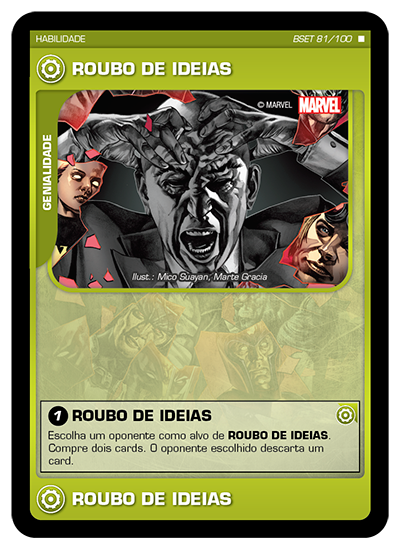 HABILIDADE
BSET 81/100
ROUBO DE IDEIAS
© MARVEL
MARVEL
GENIALIDADE
Ilust.: Mico Suayan, Marte Gracia
1 ROUBO DE IDEIAS
Escolha um oponente como alvo de ROUBO DE IDEIAS.
Compre dois cards. O oponente escolhido descarta um
card.
ROUBO DE IDEIAS